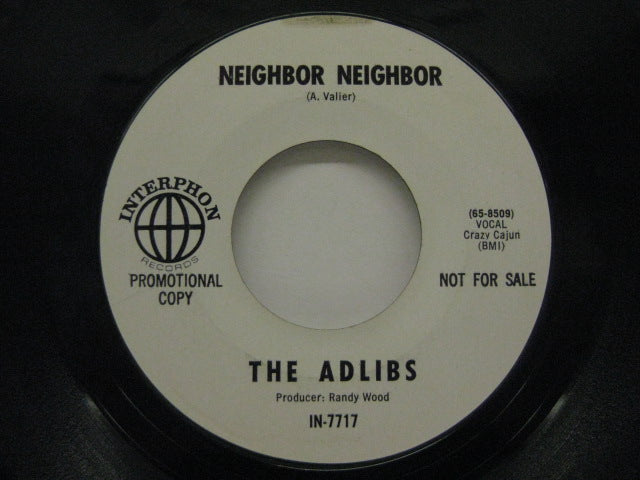 NEIGHBOR NEIGHBOR
(A. Valier)
INTERPHON
RECORDS
PROMOTIONAL
COPY
(65-8509)
VOCAL
Crazy Cajun
(BMI)
NOT FOR SALE
THE ADLIBS
Producer: Randy Wood
IN-7717